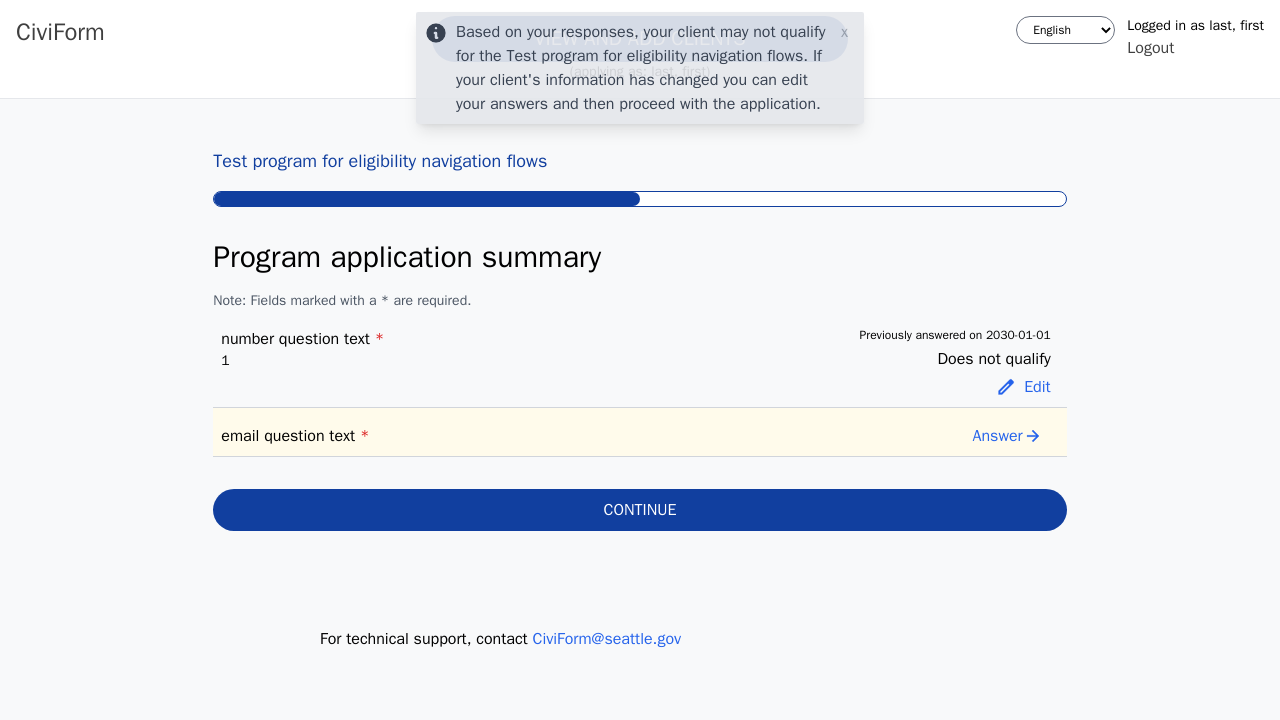 CiviForm
Based on your responses, your client may not qualify
for the Test program for eligibility navigation flows. If
your client's information has changed you can edit
your answers and then proceed with the application.
x
English
Logged in as last, first
Logout
Test program for eligibility navigation flows
Program application summary
Note: Fields marked with a * are required.
number question text *
1
Previously answered on 2030-01-01
Does not qualify
Edit
email question text *
Answer
CONTINUE
For technical support, contact CiviForm@seattle.gov